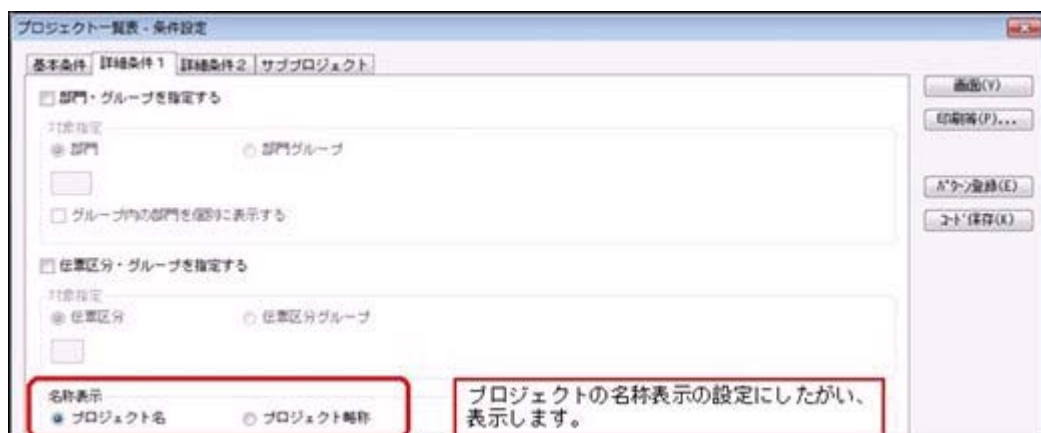 プロジェクト一覧表 - 条件設定
基本条件 詳細条件1 詳細条件2 サブプロジェクト
部門・グループを指定する
対象指定
部門 部門グループ
グループ内の部門を個別に表示する
伝票区分・グループを指定する
対象指定
伝票区分 伝票区分グループ
名称表示
プロジェクト名 プロジェクト略称
画面(V)
印刷等(P)...
ﾊﾟﾀｰﾝ登録(E)
ｺｰﾄﾞ保存(K)
プロジェクトの名称表示の設定にしたがい、
表示します。